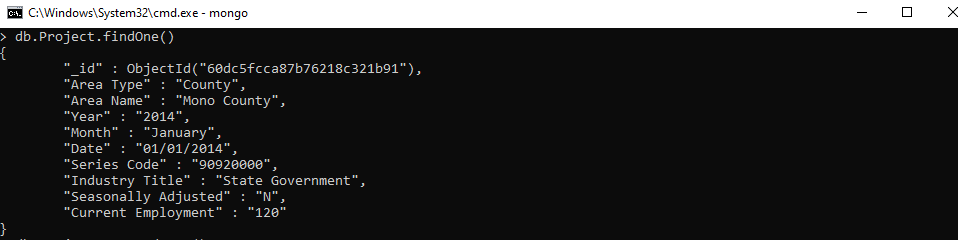 C:\Windows\System32\cmd.exe - mongo
> db.Project.findOne()
{
        "_id" : ObjectId("60dc5fcca87b76218c321b91"),
        "Area Type" : "County",
        "Area Name" : "Mono County",
        "Year" : "2014",
        "Month" : "January",
        "Date" : "01/01/2014",
        "Series Code" : "90920000",
        "Industry Title" : "State Government",
        "Seasonally Adjusted" : "N",
        "Current Employment" : "120"
}